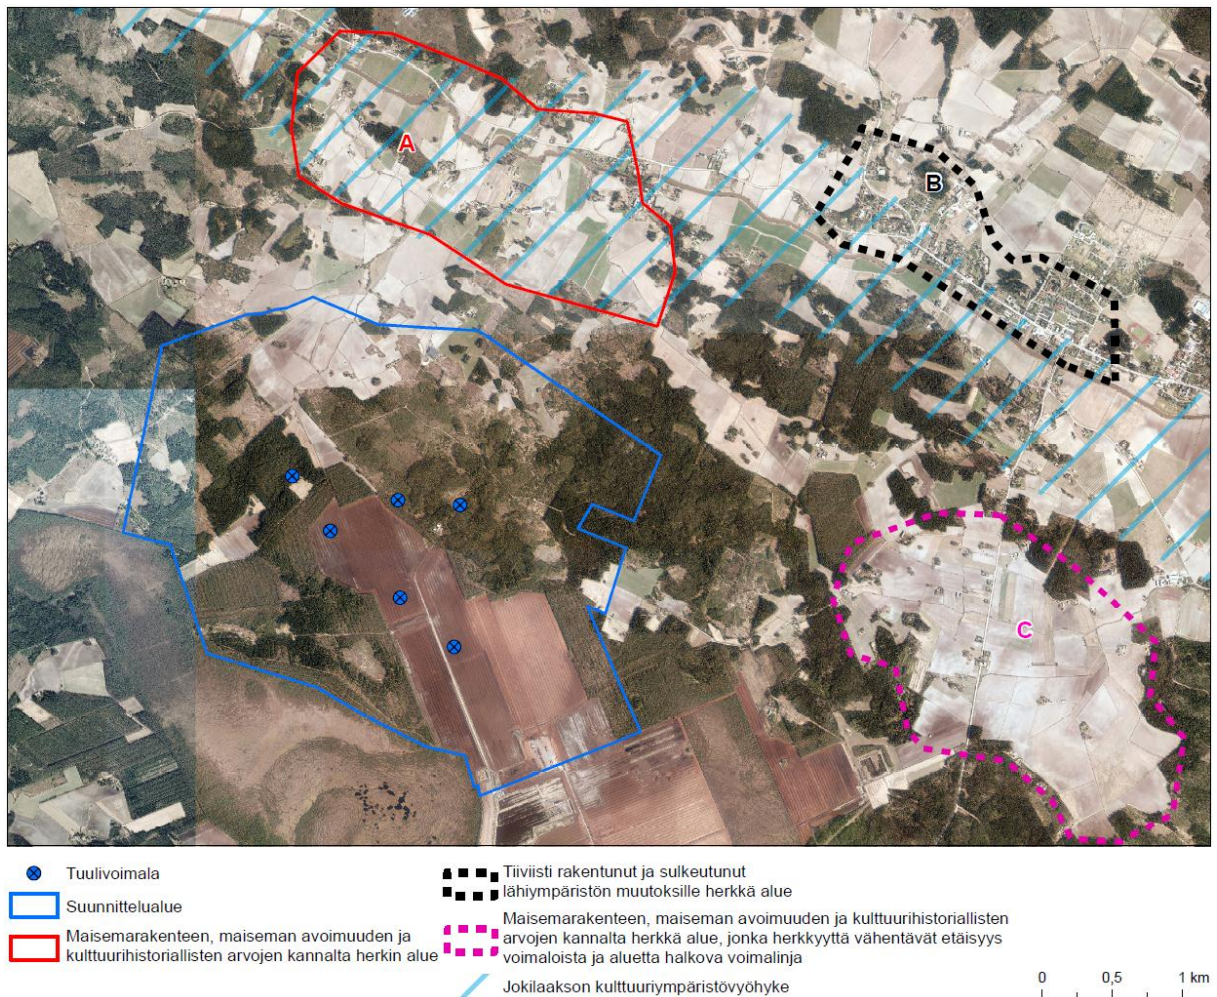 A
B
C
Tuulivoimala
Suunnittelualue
Maisemarakenteen, maiseman avoimuuden ja
kulttuurihistoriallisten arvojen kannalta herkin alue
Tiiviisti rakentunut ja sulkeutunut
lähiympäristön muutoksille herkkä alue
Maisemarakenteen, maiseman avoimuuden ja kulttuurihistoriallisten
arvojen kannalta herkkä alue, jonka herkkyyttä vähentävät etäisyys
voimaloista ja aluetta halkova voimalinja
Jokilaakson kulttuuriympäristövyöhyke
0 0,5 1 km